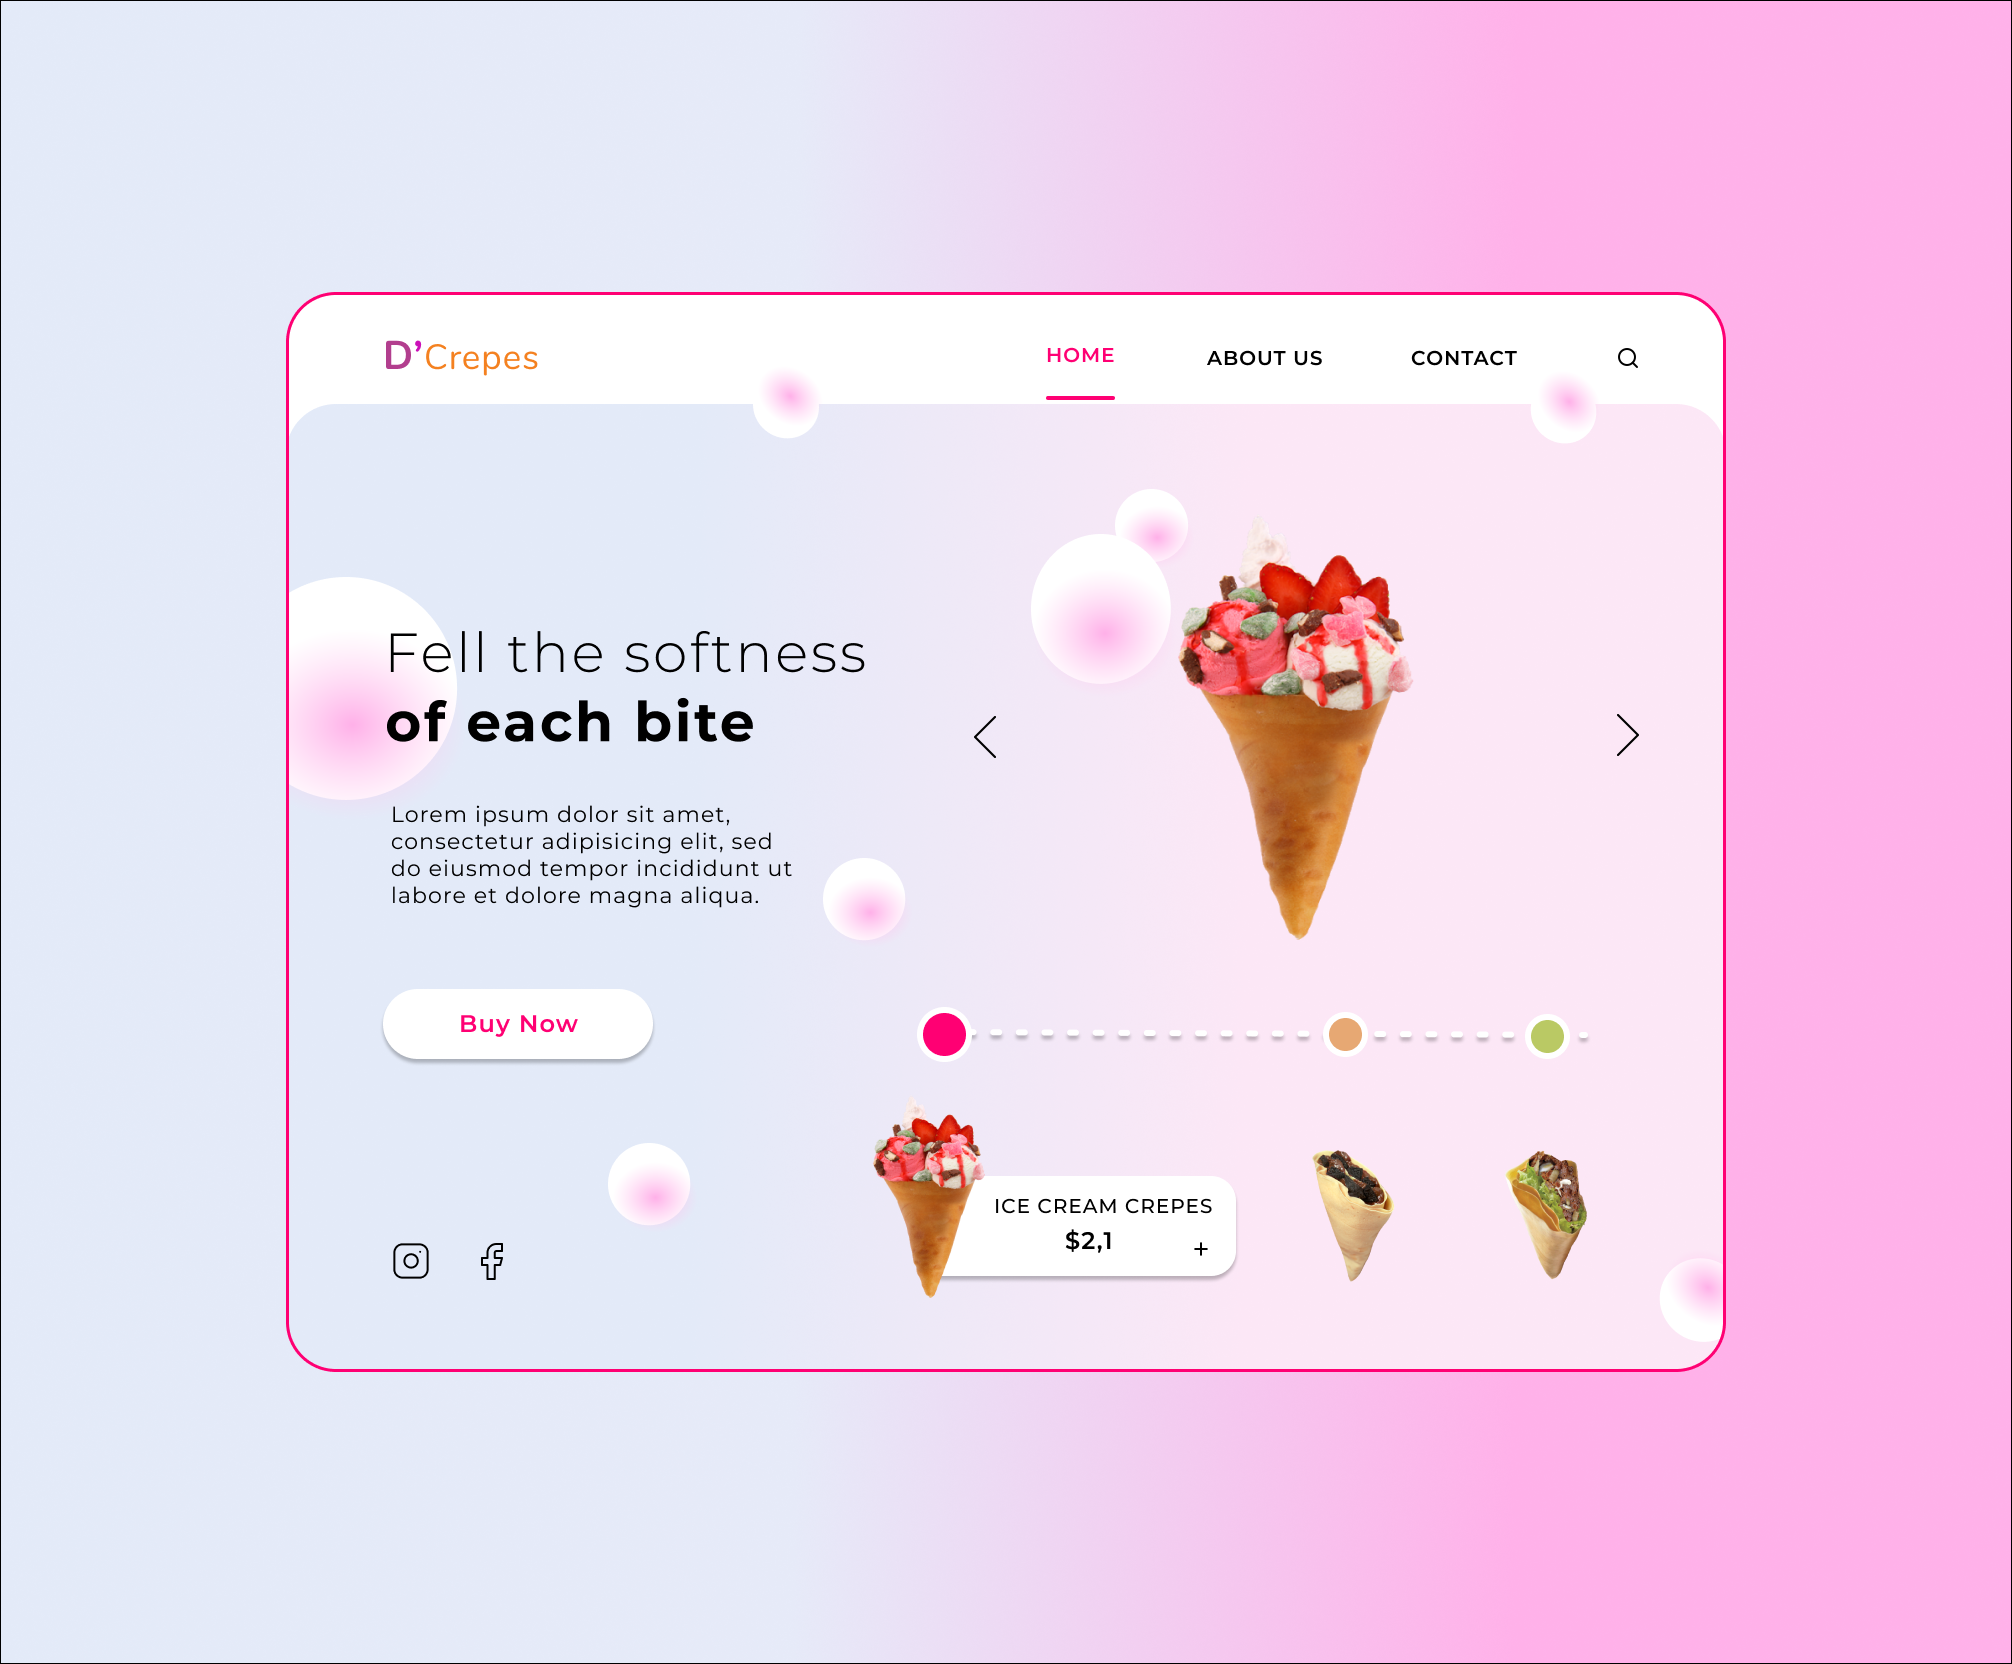 D’Crepes
HOME
ABOUT US
CONTACT
Fell the softness
of each bite
Lorem ipsum dolor sit amet,
consectetur adipisicing elit, sed
do eiusmod tempor incididunt ut
labore et dolore magna aliqua.
Buy Now
ICE CREAM CREPES
$2,1
+